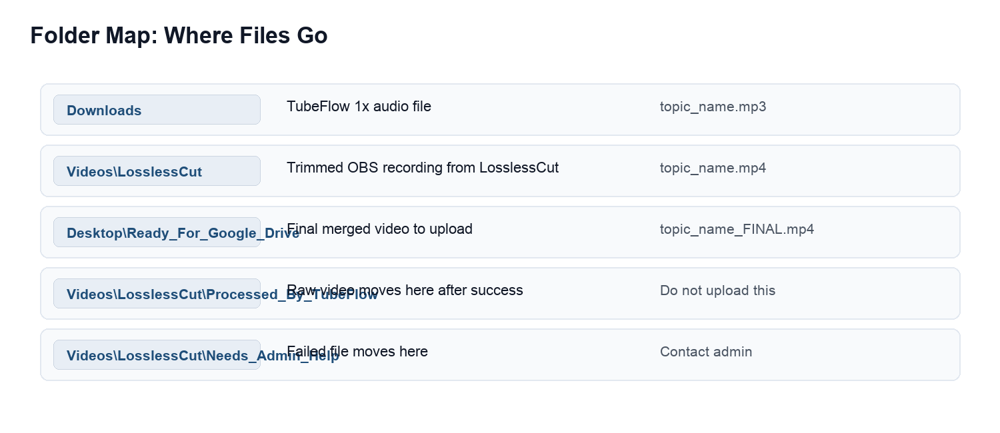 Folder Map: Where Files Go
Downloads TubeFlow 1x audio file topic_name.mp3
Videos\LosslessCut Trimmed OBS recording from LosslessCut topic_name.mp4
Desktop\Ready_For_Google_Drive Final merged video to upload topic_name_FINAL.mp4
Videos\LosslessCut\Processed_By_TubeFlow Raw video moves here after success Do not upload this
Videos\LosslessCut\Needs_Admin_Help Failed file moves here Contact admin